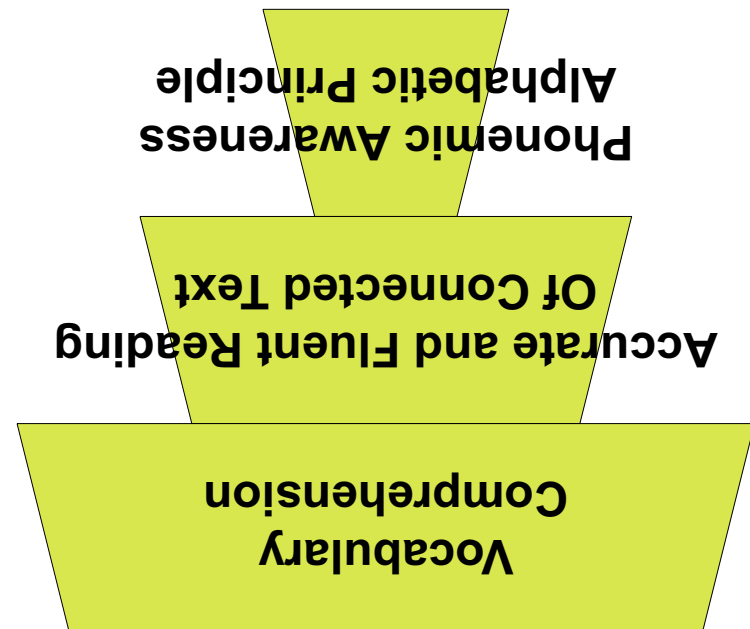 Vocabulary
Comprehension
Accurate and Fluent Reading
Of Connected Text
Phonemic Awareness
Alphabetic Principle